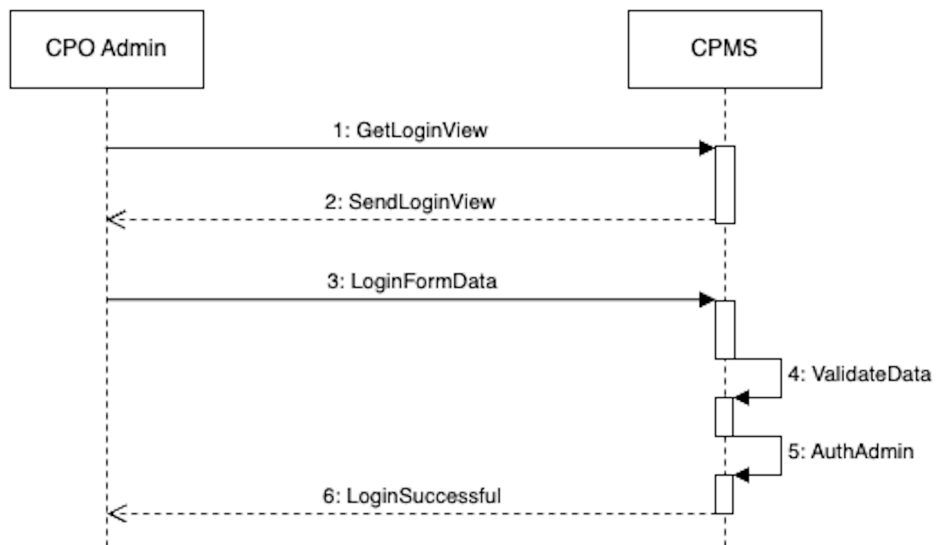 CPO Admin
CPMS
1: GetLoginView
2: SendLoginView
3: LoginFormData
4: ValidateData
5: AuthAdmin
6: LoginSuccessful